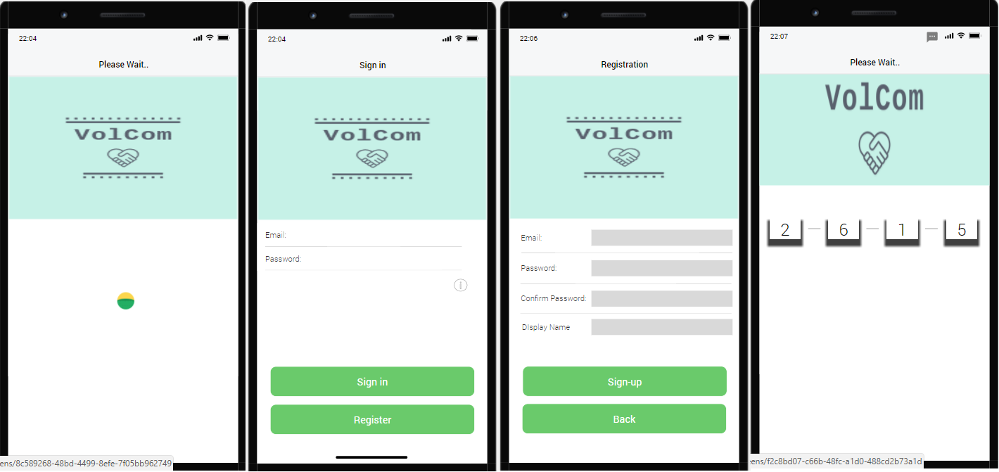 22:04
Please Wait..
VolCom
ens/8c589268-48bd-4499-8efe-7f05bb962749
22:04
Sign in
VolCom
Email:
Password:
Sign in
Register
22:06
Registration
VolCom
Email:
Password:
Confirm Password:
DIsplay Name
Sign-up
Back
22:07
Please Wait..
VolCom
2 – 6 – 1 – 5
ens/f2c8bd07-c66b-48fc-a1d0-488cd2b73a1d